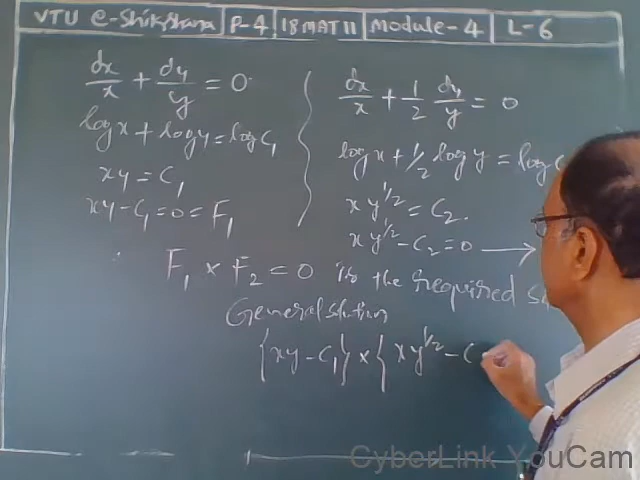 VTU e-Shikshana P-4 18MAT11 Module-4 L-6
dx/x + dy/y = 0
log x + log y = log C₁
xy = C₁
xy - C₁ = 0 = F₁
dx/x + 1/2 dy/y = 0
log x + 1/2 log y = log C
x y^1/2 = C₂.
x y^1/2 - C₂ = 0 →
∴ F₁ × F₂ = 0 is the required
General solution
{xy - C₁} × {x y^1/2 - C
CyberLink YouCam